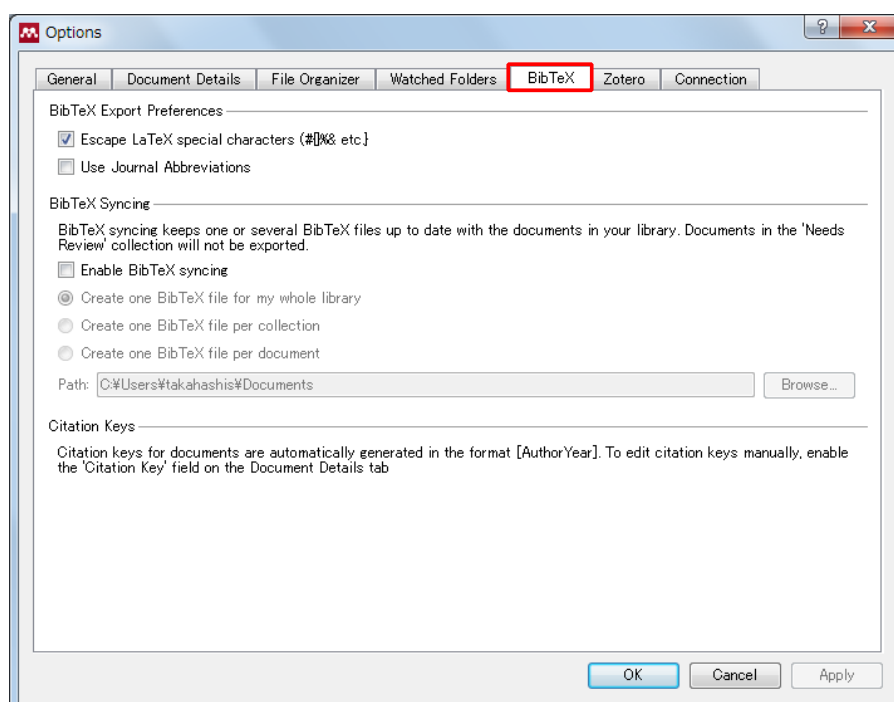 Options
General Document Details File Organizer Watched Folders BibTeX Zotero Connection
BibTeX Export Preferences
Escape LaTeX special characters (#[]%& etc.}
Use Journal Abbreviations
BibTeX Syncing
BibTeX syncing keeps one or several BibTeX files up to date with the documents in your library. Documents in the 'Needs
Review' collection will not be exported.
Enable BibTeX syncing
Create one BibTeX file for my whole library
Create one BibTeX file per collection
Create one BibTeX file per document
Path: C:¥Users¥takahashis¥Documents Browse...
Citation Keys
Citation keys for documents are automatically generated in the format [AuthorYear]. To edit citation keys manually, enable
the 'Citation Key' field on the Document Details tab
OK Cancel Apply